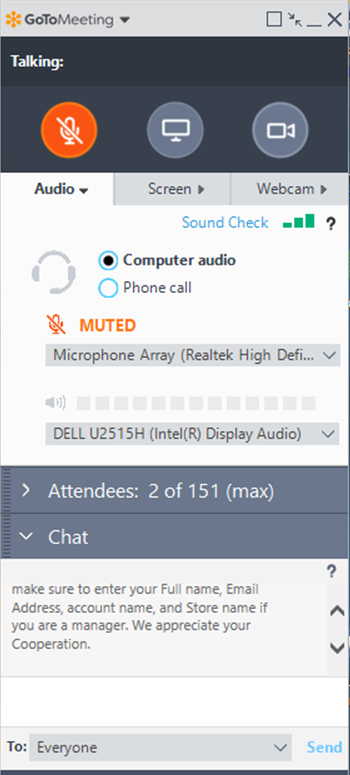 GoToMeeting
Talking:
Audio
Screen
Webcam
Sound Check
?
Computer audio
Phone call
MUTED
Microphone Array (Realtek High Defi...
DELL U2515H (Intel(R) Display Audio)
Attendees: 2 of 151 (max)
Chat
?
make sure to enter your Full name, Email
Address, account name, and Store name if
you are a manager. We appreciate your
Cooperation.
To: Everyone
Send